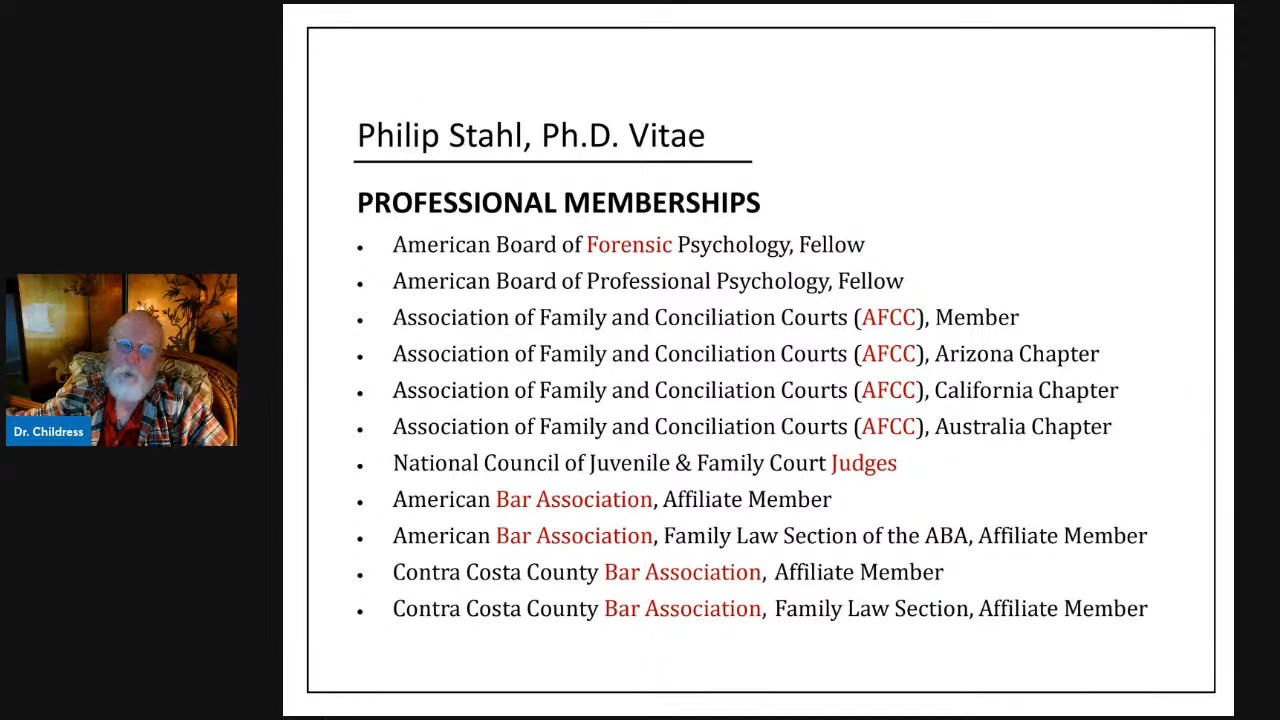 Philip Stahl, Ph.D. Vitae
PROFESSIONAL MEMBERSHIPS
• American Board of Forensic Psychology, Fellow
• American Board of Professional Psychology, Fellow
• Association of Family and Conciliation Courts (AFCC), Member
• Association of Family and Conciliation Courts (AFCC), Arizona Chapter
• Association of Family and Conciliation Courts (AFCC), California Chapter
• Association of Family and Conciliation Courts (AFCC), Australia Chapter
• National Council of Juvenile & Family Court Judges
• American Bar Association, Affiliate Member
• American Bar Association, Family Law Section of the ABA, Affiliate Member
• Contra Costa County Bar Association, Affiliate Member
• Contra Costa County Bar Association, Family Law Section, Affiliate Member
Dr. Childress